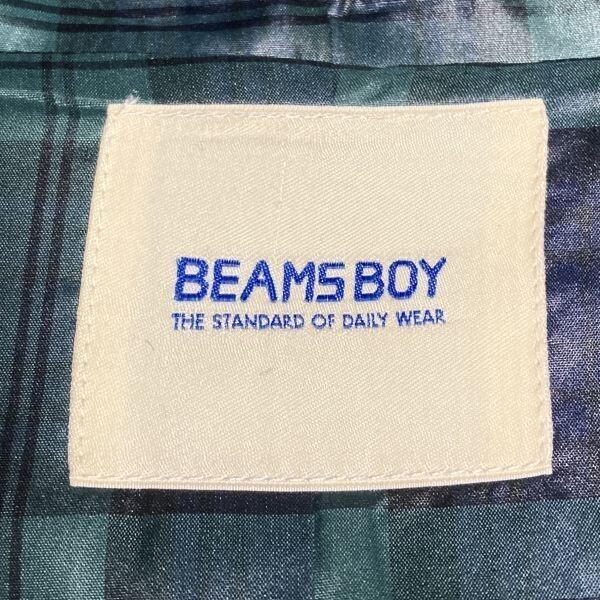 BEAMS BOY
THE STANDARD OF DAILY WEAR